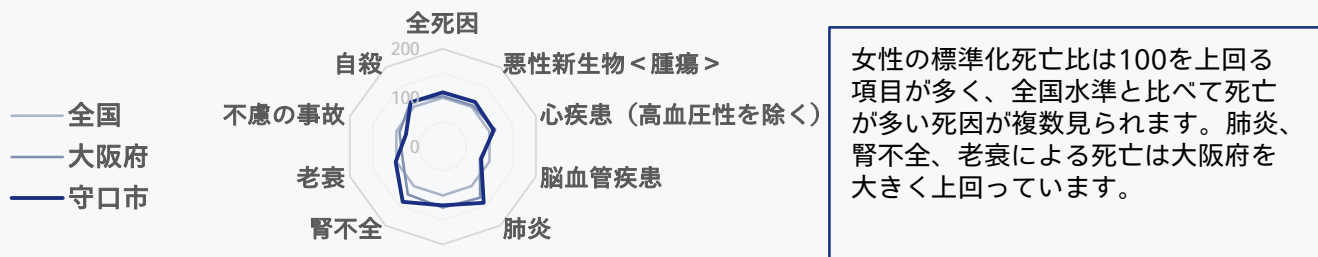 全死因
200
自殺
悪性新生物＜腫瘍＞
100
不慮の事故
心疾患（高血圧性を除く）
全国
大阪府
守口市
0
老衰
脳血管疾患
腎不全
肺炎
女性の標準化死亡比は100を上回る
項目が多く、全国水準と比べて死亡
が多い死因が複数見られます。肺炎、
腎不全、老衰による死亡は大阪府を
大きく上回っています。